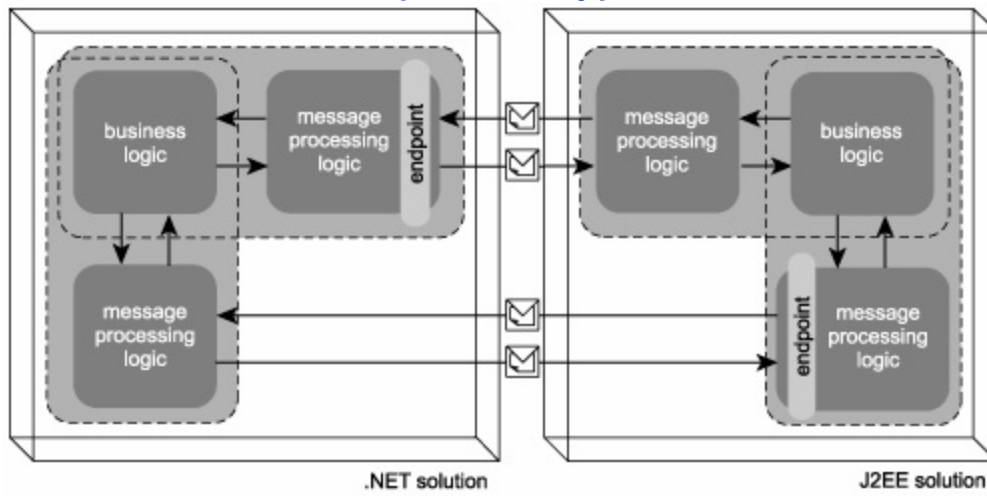 business
logic
message
processing
logic
endpoint
message
processing
logic
business
logic
message
processing
logic
endpoint
message
processing
logic
.NET solution
J2EE solution